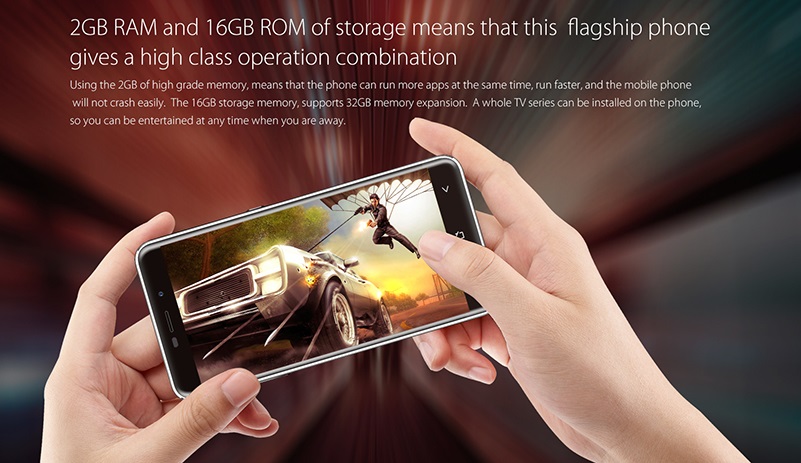 2GB RAM and 16GB ROM of storage means that this flagship phone
gives a high class operation combination
Using the 2GB of high grade memory, means that the phone can run more apps at the same time, run faster, and the mobile phone
will not crash easily. The 16GB storage memory, supports 32GB memory expansion. A whole TV series can be installed on the phone,
so you can be entertained at any time when you are away.